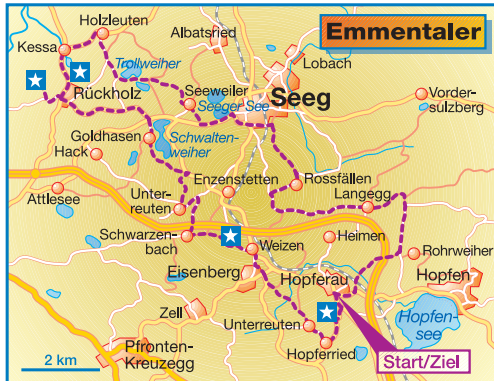 Emmentaler
Holzleuten
Albatsried
Kessa
Lobach
Trollweiher
Seeweiler
Seeger See
Seeg
Vorder-
sulzberg
Rückholz
Goldhasen
Schwalten-
weiher
Hack
Enzenstetten
Rossfällen
Langegg
Attlesee
Unter-
reuten
Schwarzen-
bach
Weizen
Heimen
Rohrweiler
Eisenberg
Hopferau
Hopfen
Zell
Unterreuten
Hopfen-
see
Pfronten-
Kreuzegg
Hopferried
Start/Ziel
2 km